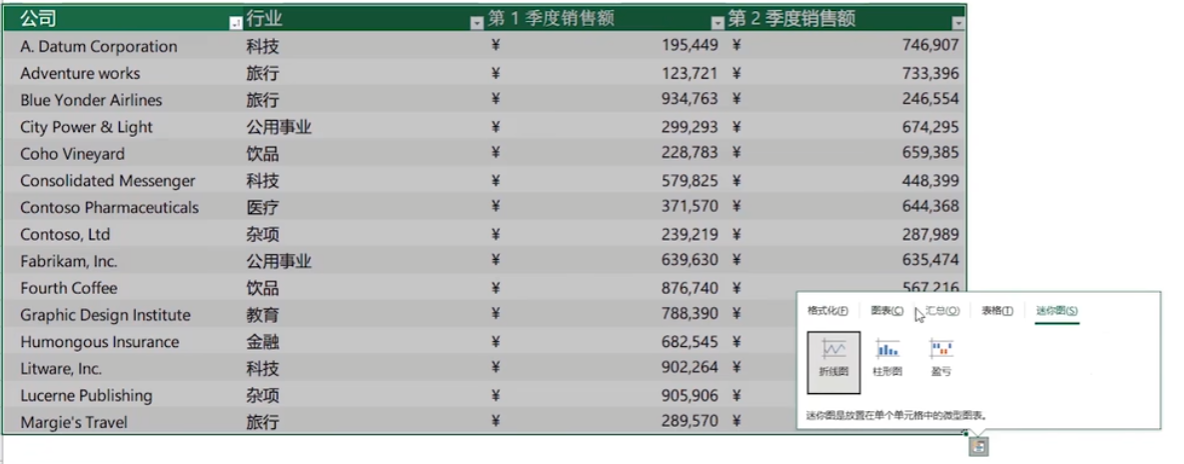 公司 行业 第 1 季度销售额 第 2 季度销售额
A. Datum Corporation 科技 ¥ 195,449 ¥ 746,907
Adventure works 旅行 ¥ 123,721 ¥ 733,396
Blue Yonder Airlines 旅行 ¥ 934,763 ¥ 246,554
City Power & Light 公用事业 ¥ 299,293 ¥ 674,295
Coho Vineyard 饮品 ¥ 228,783 ¥ 659,385
Consolidated Messenger 科技 ¥ 579,825 ¥ 448,399
Contoso Pharmaceuticals 医疗 ¥ 371,570 ¥ 644,368
Contoso, Ltd 杂项 ¥ 239,219 ¥ 287,989
Fabrikam, Inc. 公用事业 ¥ 639,630 ¥ 635,474
Fourth Coffee 饮品 ¥ 876,740 ¥ 567,216
Graphic Design Institute 教育 ¥ 788,390 ¥
Humongous Insurance 金融 ¥ 682,545 ¥
Litware, Inc. 科技 ¥ 902,264 ¥
Lucerne Publishing 杂项 ¥ 905,906 ¥
Margie's Travel 旅行 ¥ 289,570 ¥
格式化(F) 图表(C) 汇总(O) 表格(T) 迷你图(S)
折线图 柱形图 盈亏
迷你图是放置在单个单元格中的微型图表。